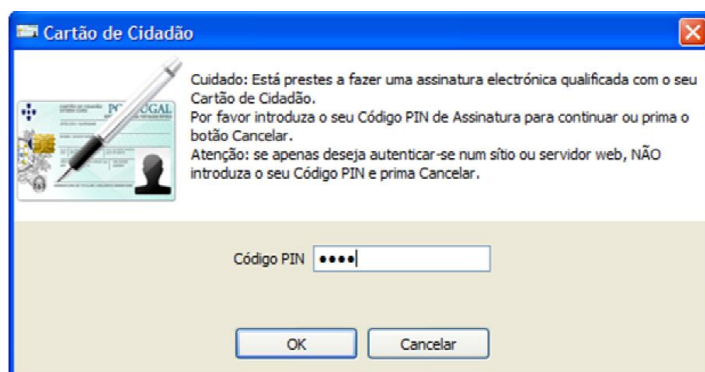 Cartão de Cidadão
Cuidado: Está prestes a fazer uma assinatura electrónica qualificada com o seu
Cartão de Cidadão.
Por favor introduza o seu Código PIN de Assinatura para continuar ou prima o
botão Cancelar.
Atenção: se apenas deseja autenticar-se num sítio ou servidor web, NÃO
introduza o seu Código PIN e prima Cancelar.
PORTUGAL
Código PIN ••••
OK
Cancelar